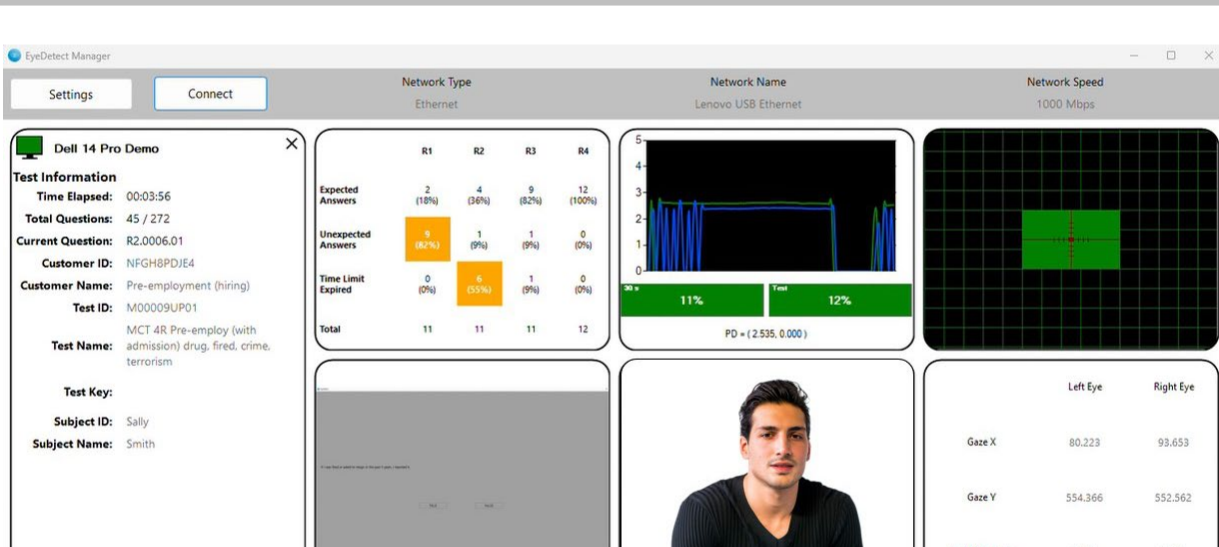 EyeDetect Manager
Settings
Connect
Network Type
Ethernet
Network Name
Lenovo USB Ethernet
Network Speed
1000 Mbps
Dell 14 Pro Demo
Test Information
Time Elapsed: 00:03:56
Total Questions: 45 / 272
Current Question: R2.0006.01
Customer ID: NFGH8PDJE4
Customer Name: Pre-employment (hiring)
Test ID: M00009UP01
Test Name: MCT 4R Pre-employ (with
admission) drug, fired, crime,
terrorism
Test Key:
Subject ID: Sally
Subject Name: Smith
R1 R2 R3 R4
Expected Answers 2 (18%) 4 (36%) 9 (82%) 12 (100%)
Unexpected Answers 9 (82%) 1 (9%) 1 (9%) 0 (0%)
Time Limit Expired 0 (0%) 6 (55%) 1 (9%) 0 (0%)
Total 11 11 11 12
5
4
3
2
1
0
30 s
11%
Test
12%
PD = ( 2.535, 0.000 )
Left Eye Right Eye
Gaze X 80.223 93.653
Gaze Y 554.366 552.562